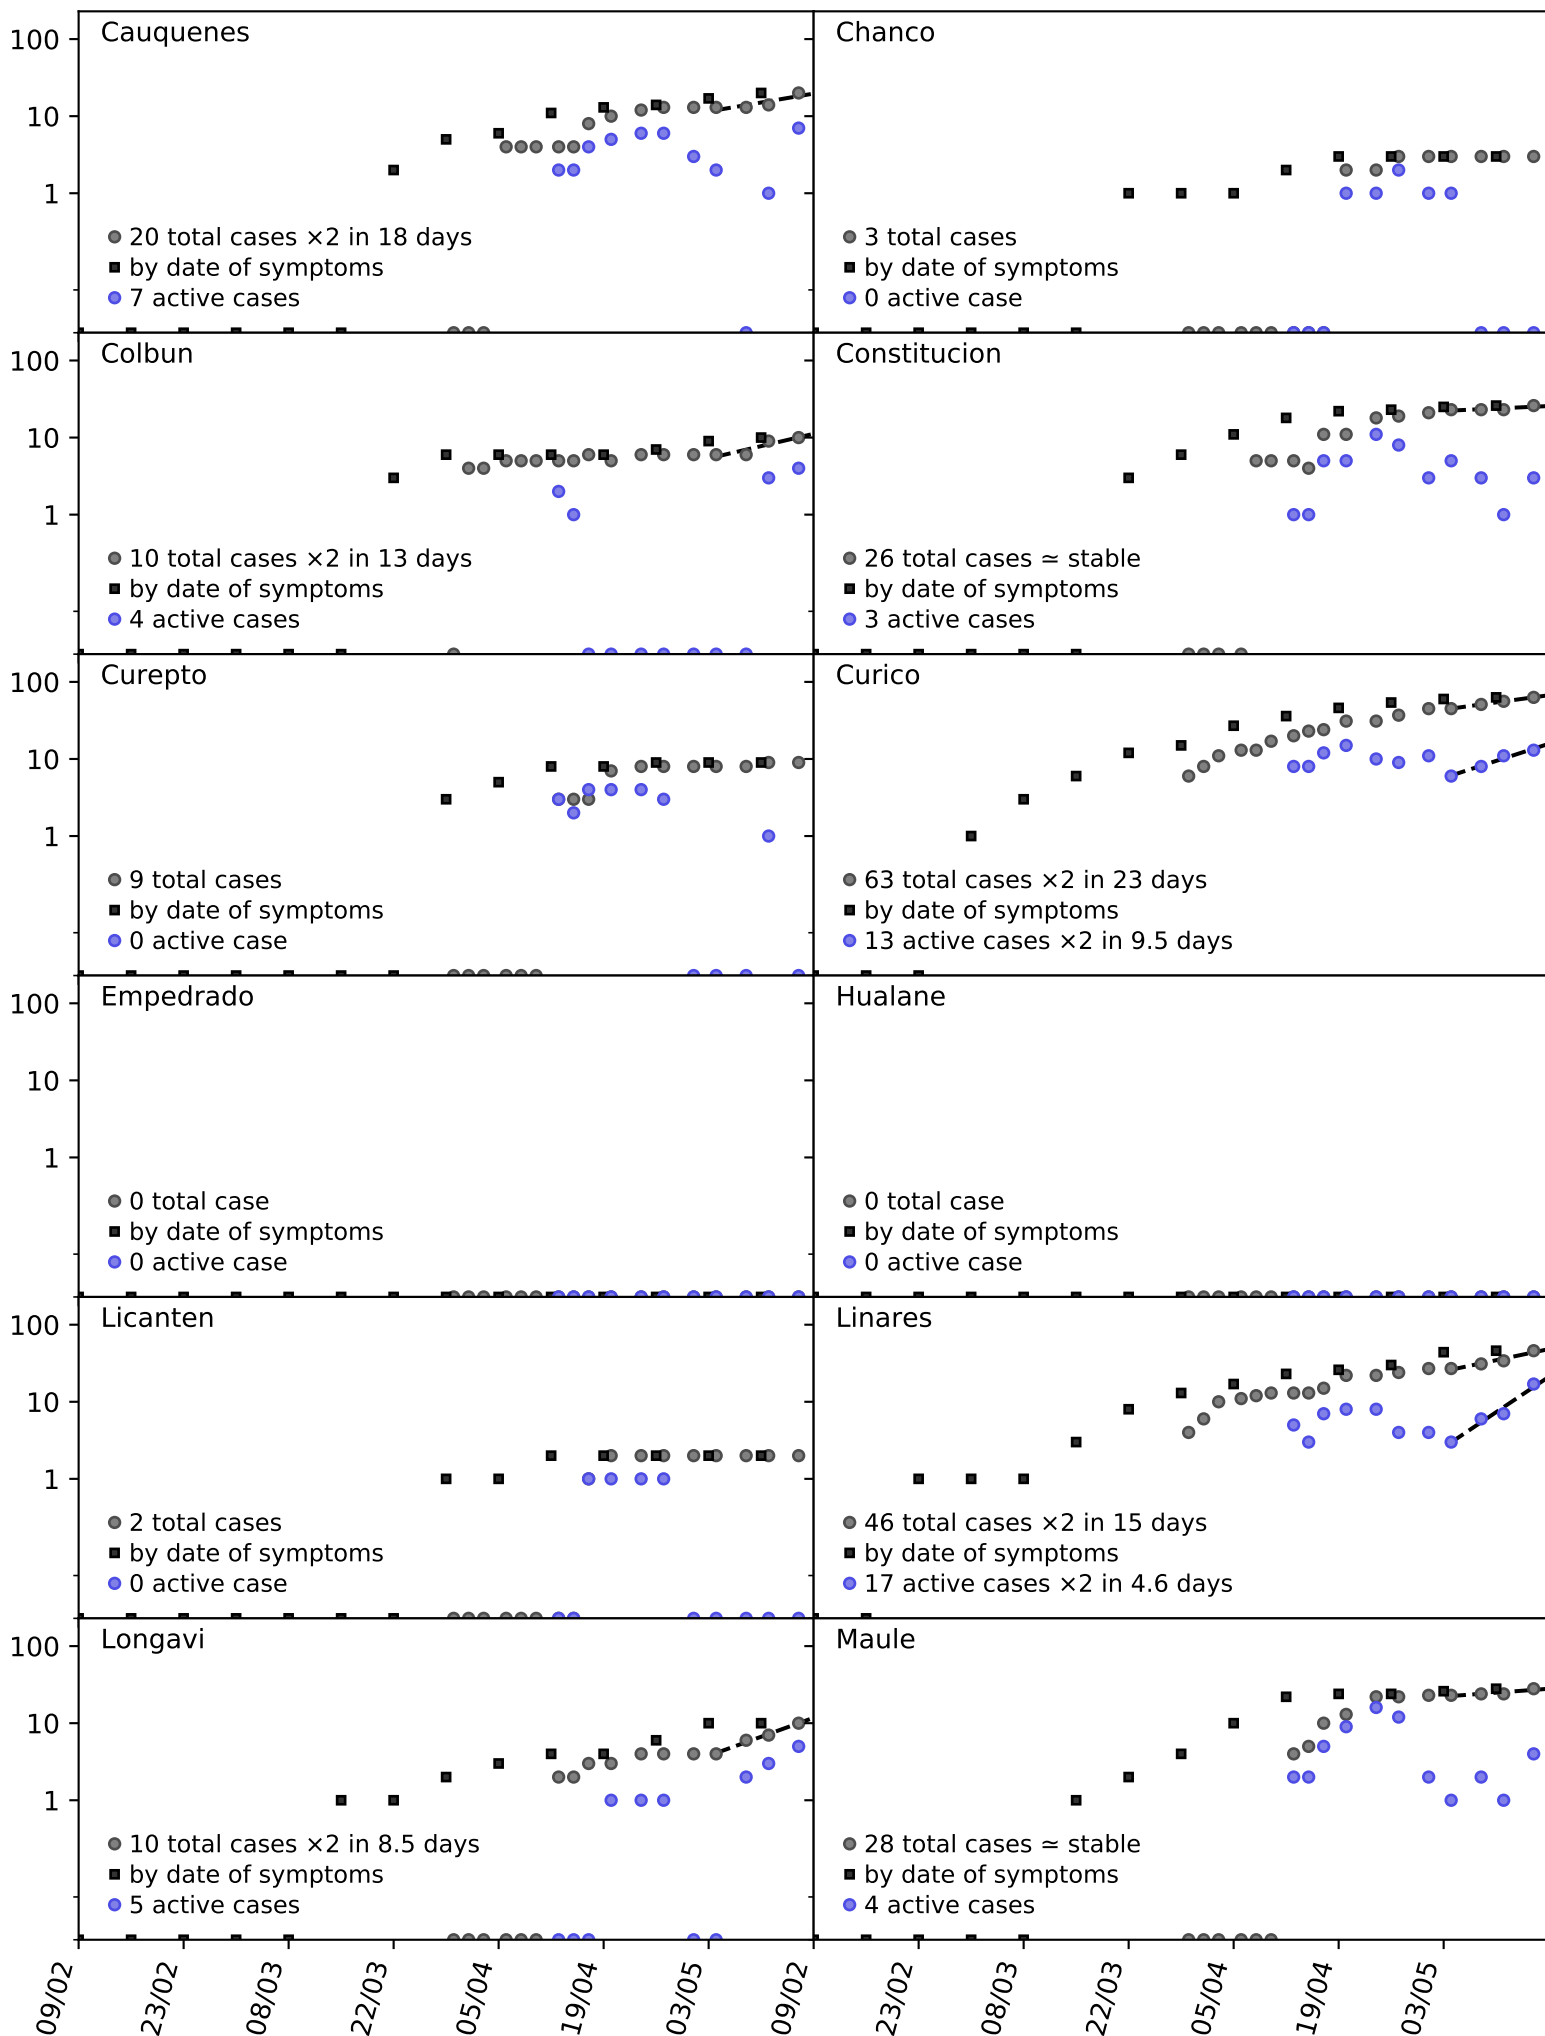 Cauquenes
100
10
1
20 total cases ×2 in 18 days
by date of symptoms
7 active cases
Chanco
3 total cases
by date of symptoms
0 active case
Colbun
100
10
1
10 total cases ×2 in 13 days
by date of symptoms
4 active cases
Constitucion
26 total cases ≃ stable
by date of symptoms
3 active cases
Curepto
100
10
1
9 total cases
by date of symptoms
0 active case
Curico
63 total cases ×2 in 23 days
by date of symptoms
13 active cases ×2 in 9.5 days
Empedrado
100
10
1
0 total case
by date of symptoms
0 active case
Hualane
0 total case
by date of symptoms
0 active case
Licanten
100
10
1
2 total cases
by date of symptoms
0 active case
Linares
46 total cases ×2 in 15 days
by date of symptoms
17 active cases ×2 in 4.6 days
Longavi
100
10
1
10 total cases ×2 in 8.5 days
by date of symptoms
5 active cases
Maule
28 total cases ≃ stable
by date of symptoms
4 active cases
09/02
23/02
08/03
22/03
05/04
19/04
03/05
09/02
23/02
08/03
22/03
05/04
19/04
03/05